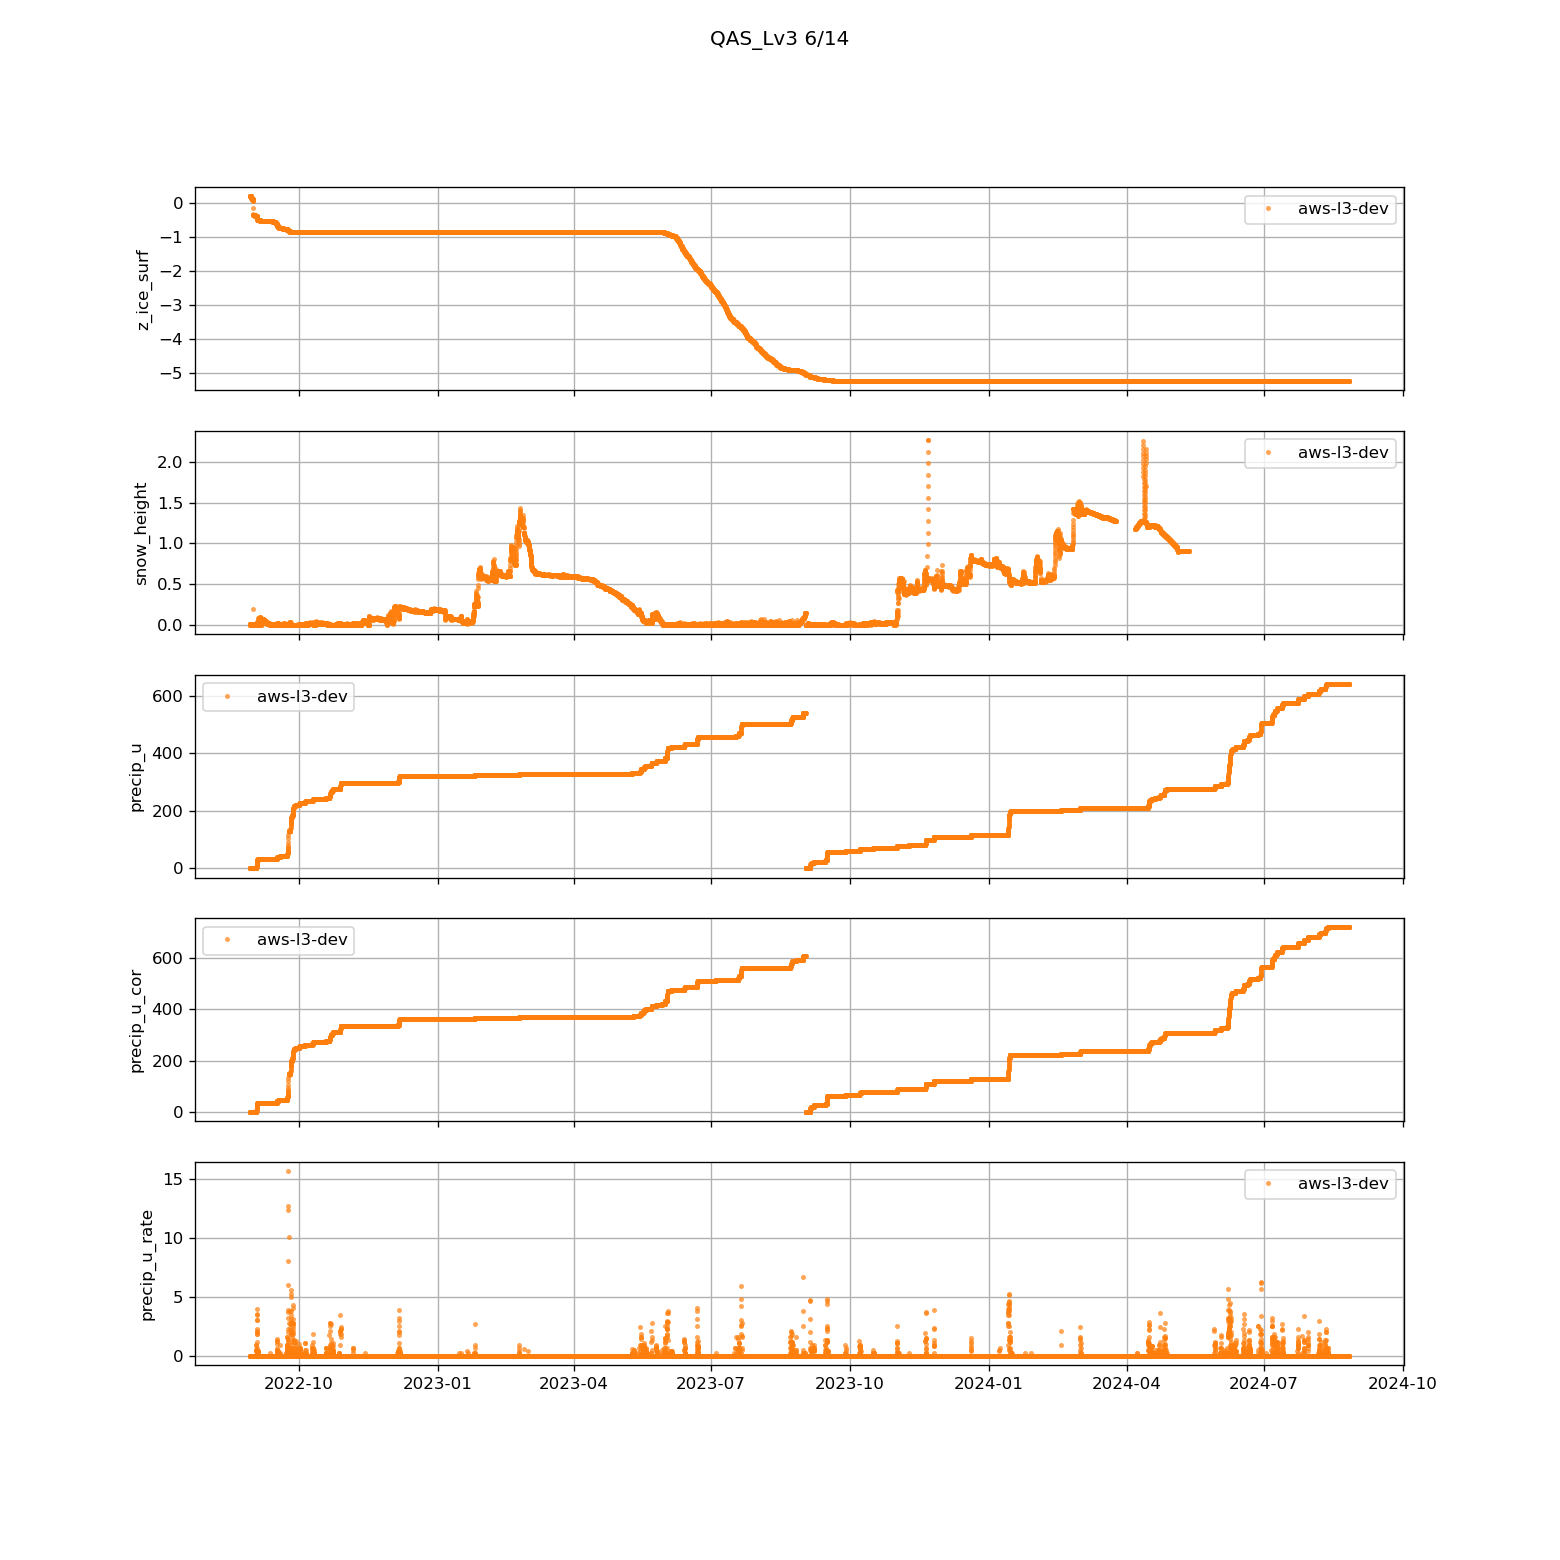 QAS_Lv3 6/14
z_ice_surf
0
−1
−2
−3
−4
−5
aws-l3-dev
snow_height
2.0
1.5
1.0
0.5
0.0
aws-l3-dev
precip_u
600
400
200
0
aws-l3-dev
precip_u_cor
600
400
200
0
aws-l3-dev
precip_u_rate
15
10
5
0
aws-l3-dev
2022-10 2023-01 2023-04 2023-07 2023-10 2024-01 2024-04 2024-07 2024-10